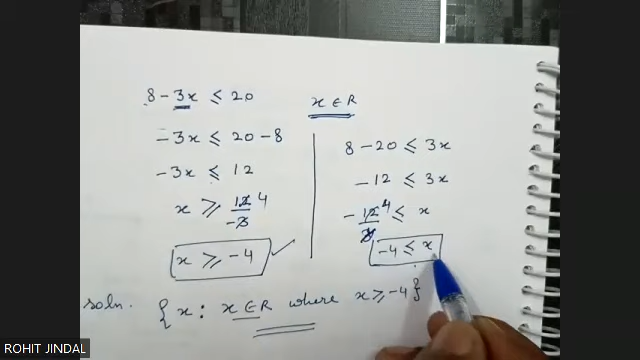 8 - 3x ≤ 20
x ∈ R
-3x ≤ 20 - 8
-3x ≤ 12
x ≥ 12/-3 4
x ≥ -4
8 - 20 ≤ 3x
-12 ≤ 3x
-12/3 4 ≤ x
-4 ≤ x
soln. {x : x ∈ R where x ≥ -4}
ROHIT JINDAL